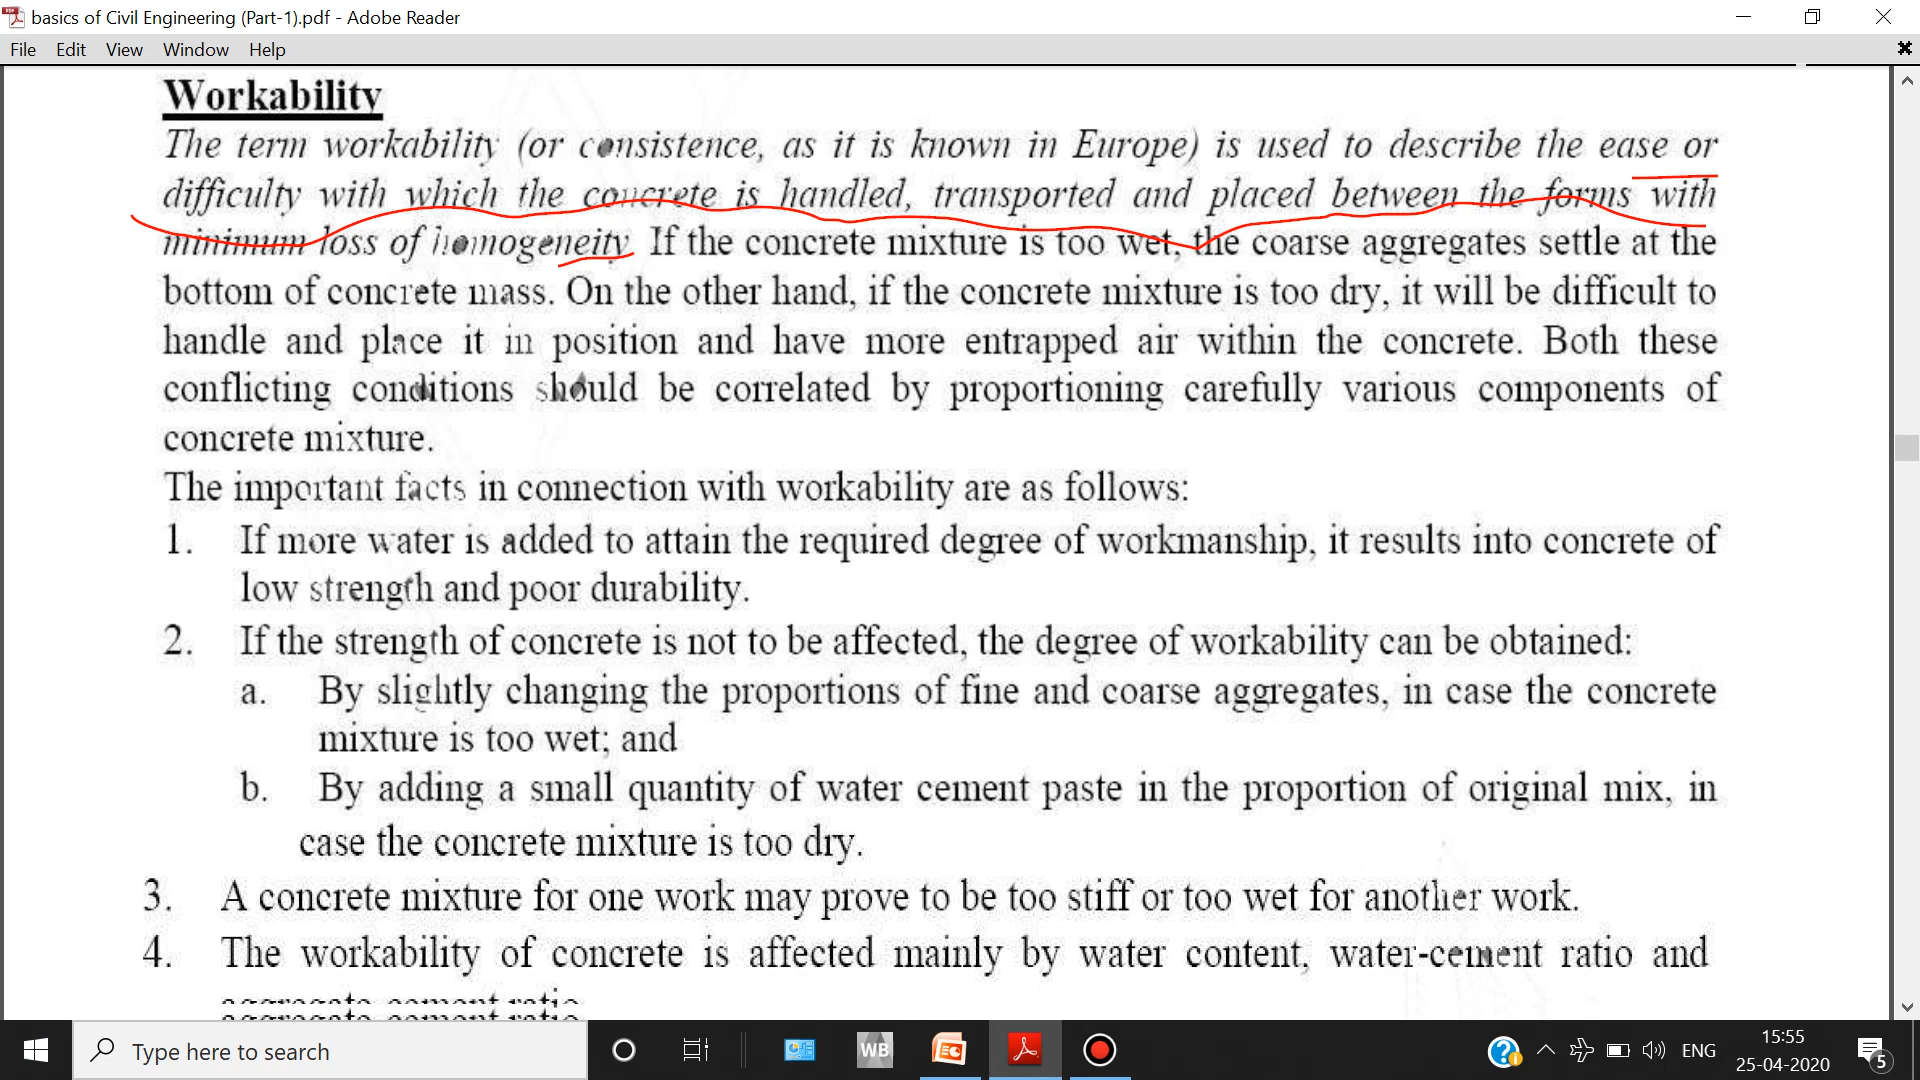 basics of Civil Engineering (Part-1).pdf - Adobe Reader
File Edit View Window Help
Workability
The term workability (or consistence, as it is known in Europe) is used to describe the ease or
difficulty with which the concrete is handled, transported and placed between the forms with
minimum loss of homogeneity. If the concrete mixture is too wet, the coarse aggregates settle at the
bottom of concrete mass. On the other hand, if the concrete mixture is too dry, it will be difficult to
handle and place it in position and have more entrapped air within the concrete. Both these
conflicting conditions should be correlated by proportioning carefully various components of
concrete mixture.
The important facts in connection with workability are as follows:
1. If more water is added to attain the required degree of workmanship, it results into concrete of
low strength and poor durability.
2. If the strength of concrete is not to be affected, the degree of workability can be obtained:
a. By slightly changing the proportions of fine and coarse aggregates, in case the concrete
mixture is too wet; and
b. By adding a small quantity of water cement paste in the proportion of original mix, in
case the concrete mixture is too dry.
3. A concrete mixture for one work may prove to be too stiff or too wet for another work.
4. The workability of concrete is affected mainly by water content, water-cement ratio and
aggregate-cement ratio
Type here to search
WB
ENG
15:55
25-04-2020
5